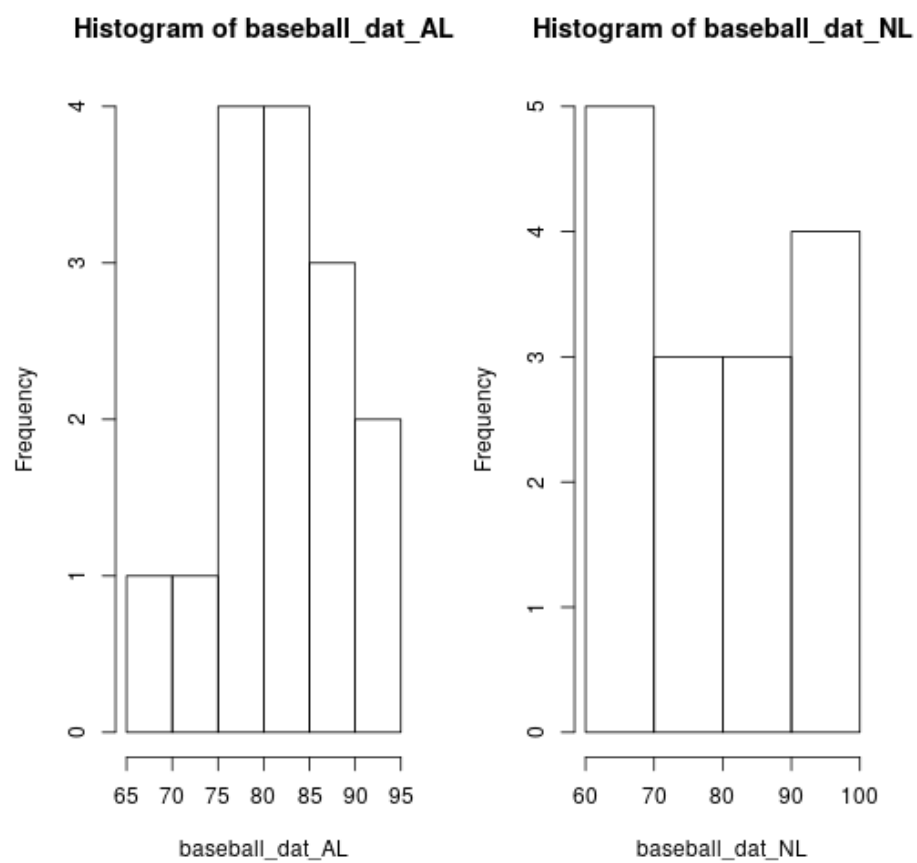 Histogram of baseball_dat_AL
Frequency
4
3
2
1
0
65 70 75 80 85 90 95
baseball_dat_AL
Histogram of baseball_dat_NL
Frequency
5
4
3
2
1
0
60 70 80 90 100
baseball_dat_NL